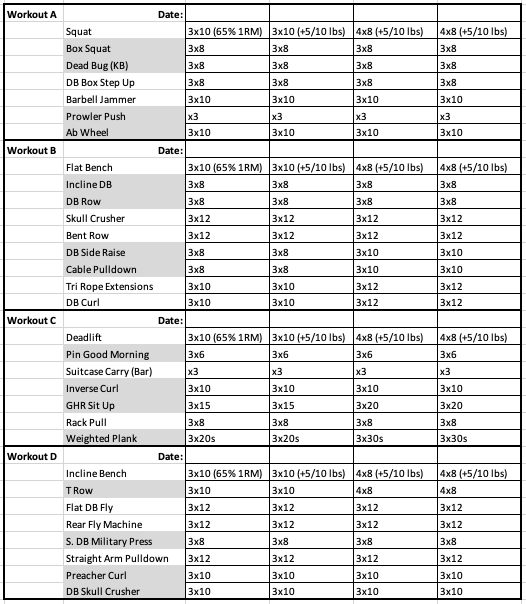 Workout A Date:
Squat 3x10 (65% 1RM) 3x10 (+5/10 lbs) 4x8 (+5/10 lbs) 4x8 (+5/10 lbs)
Box Squat 3x8 3x8 3x8 3x8
Dead Bug (KB) 3x8 3x8 3x8 3x8
DB Box Step Up 3x8 3x8 3x8 3x8
Barbell Jammer 3x10 3x10 3x10 3x10
Prowler Push x3 x3 x3 x3
Ab Wheel 3x10 3x10 3x10 3x10
Workout B Date:
Flat Bench 3x10 (65% 1RM) 3x10 (+5/10 lbs) 4x8 (+5/10 lbs) 4x8 (+5/10 lbs)
Incline DB 3x8 3x8 3x8 3x8
DB Row 3x8 3x8 3x8 3x8
Skull Crusher 3x12 3x12 3x12 3x12
Bent Row 3x12 3x12 3x12 3x12
DB Side Raise 3x8 3x8 3x10 3x10
Cable Pulldown 3x8 3x8 3x10 3x10
Tri Rope Extensions 3x10 3x10 3x12 3x12
DB Curl 3x10 3x10 3x12 3x12
Workout C Date:
Deadlift 3x10 (65% 1RM) 3x10 (+5/10 lbs) 4x8 (+5/10 lbs) 4x8 (+5/10 lbs)
Pin Good Morning 3x6 3x6 3x6 3x6
Suitcase Carry (Bar) x3 x3 x3 x3
Inverse Curl 3x10 3x10 3x10 3x10
GHR Sit Up 3x15 3x15 3x20 3x20
Rack Pull 3x8 3x8 3x8 3x8
Weighted Plank 3x20s 3x20s 3x30s 3x30s
Workout D Date:
Incline Bench 3x10 (65% 1RM) 3x10 (+5/10 lbs) 4x8 (+5/10 lbs) 4x8 (+5/10 lbs)
T Row 3x10 3x10 4x8 4x8
Flat DB Fly 3x12 3x12 3x12 3x12
Rear Fly Machine 3x12 3x12 3x12 3x12
S. DB Military Press 3x8 3x8 3x8 3x8
Straight Arm Pulldown 3x12 3x12 3x12 3x12
Preacher Curl 3x10 3x10 3x10 3x10
DB Skull Crusher 3x10 3x10 3x10 3x10